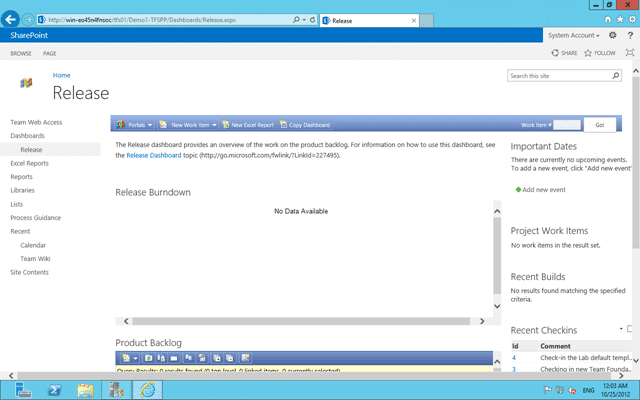 http://win-eo45n4fnsoc/tfs01/Demo1-TFSPP/Dashboards/Release.aspx
Release
SharePoint
System Account
BROWSE PAGE
SHARE FOLLOW
Home
Release
Search this site
Team Web Access
Dashboards
Release
Excel Reports
Reports
Libraries
Lists
Process Guidance
Recent
Calendar
Team Wiki
Site Contents
Portals New Work Item New Excel Report Copy Dashboard Work Item # Go!
The Release dashboard provides an overview of the work on the product backlog. For information on how to use this dashboard, see
the Release Dashboard topic (http://go.microsoft.com/fwlink/?LinkId=227495).
Release Burndown
No Data Available
Product Backlog
Query Results: 0 results found (0 top level, 0 linked items, 0 currently selected)
Important Dates
There are currently no upcoming events.
To add a new event, click "Add new event"
Add new event
Project Work Items
No work items in the result set.
Recent Builds
No results found matching the specified
criteria.
Recent Checkins
Id Comment
4 Check-in the Lab default templ...
3 Checking in new Team Founda...
12:03 AM
10/25/2012